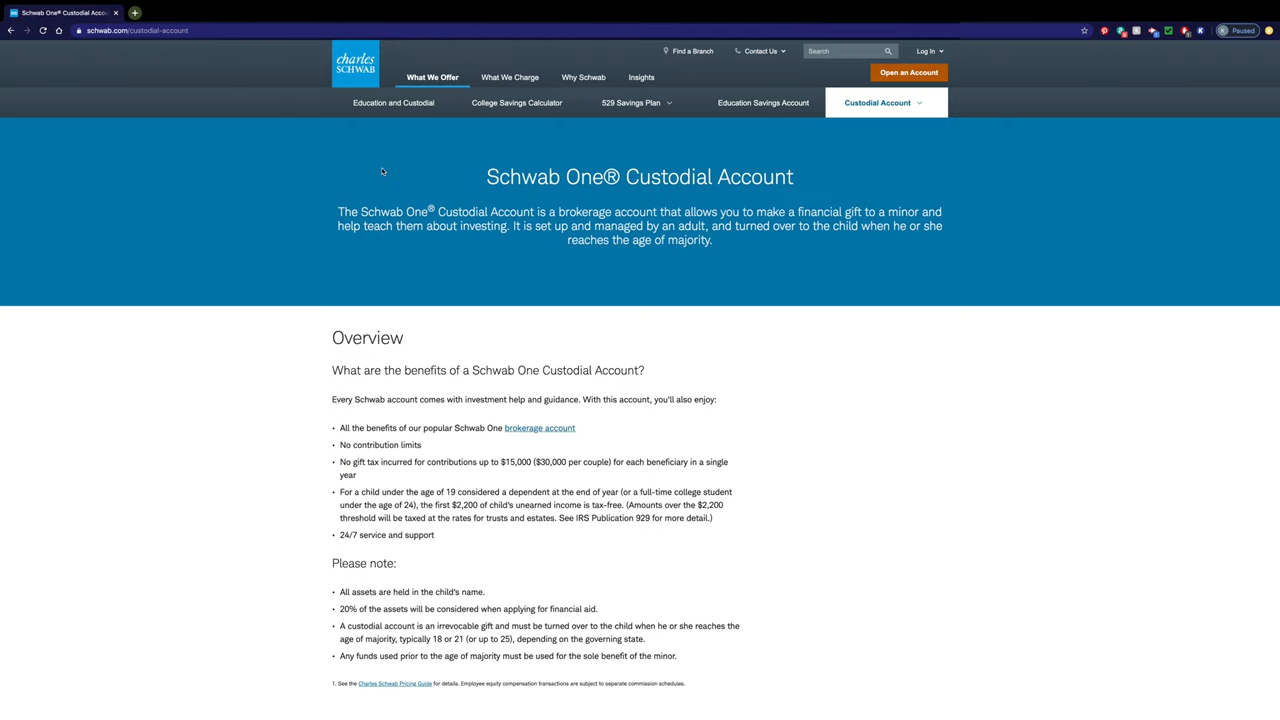 Schwab One® Custodial Accou
schwab.com/custodial-account
Paused
charles
SCHWAB
Find a Branch
Contact Us
Search
Log In
What We Offer
What We Charge
Why Schwab
Insights
Open an Account
Education and Custodial
College Savings Calculator
529 Savings Plan
Education Savings Account
Custodial Account
Schwab One® Custodial Account
The Schwab One® Custodial Account is a brokerage account that allows you to make a financial gift to a minor and
help teach them about investing. It is set up and managed by an adult, and turned over to the child when he or she
reaches the age of majority.
Overview
What are the benefits of a Schwab One Custodial Account?
Every Schwab account comes with investment help and guidance. With this account, you'll also enjoy:
• All the benefits of our popular Schwab One brokerage account
• No contribution limits
• No gift tax incurred for contributions up to $15,000 ($30,000 per couple) for each beneficiary in a single
year
• For a child under the age of 19 considered a dependent at the end of year (or a full-time college student
under the age of 24), the first $2,200 of child's unearned income is tax-free. (Amounts over the $2,200
threshold will be taxed at the rates for trusts and estates. See IRS Publication 929 for more detail.)
• 24/7 service and support
Please note:
• All assets are held in the child's name.
• 20% of the assets will be considered when applying for financial aid.
• A custodial account is an irrevocable gift and must be turned over to the child when he or she reaches the
age of majority, typically 18 or 21 (or up to 25), depending on the governing state.
• Any funds used prior to the age of majority must be used for the sole benefit of the minor.
1. See the Charles Schwab Pricing Guide for details. Employee equity compensation transactions are subject to separate commission schedules.